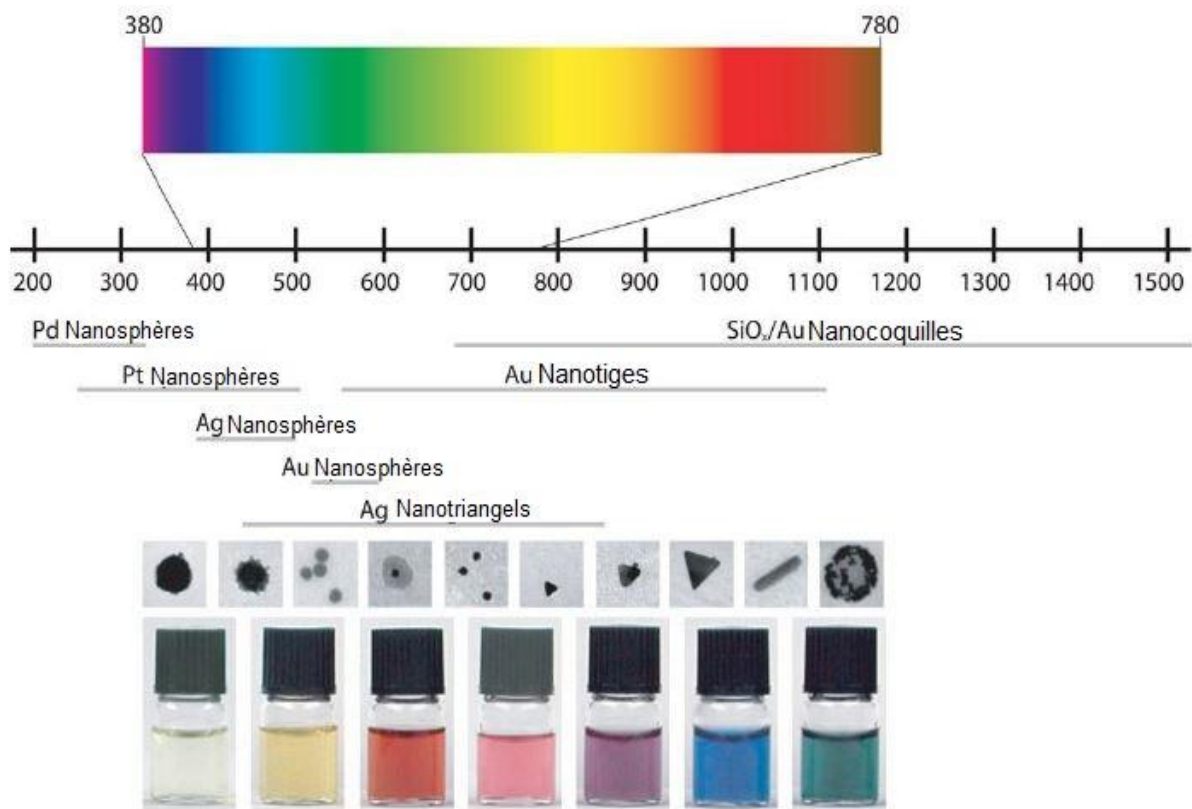 380 780
200 300 400 500 600 700 800 900 1000 1100 1200 1300 1400 1500
Pd Nanosphères SiOₓ/Au Nanocoquilles
Pt Nanosphères Au Nanotiges
Ag Nanosphères
Au Nanosphères
Ag Nanotriangels